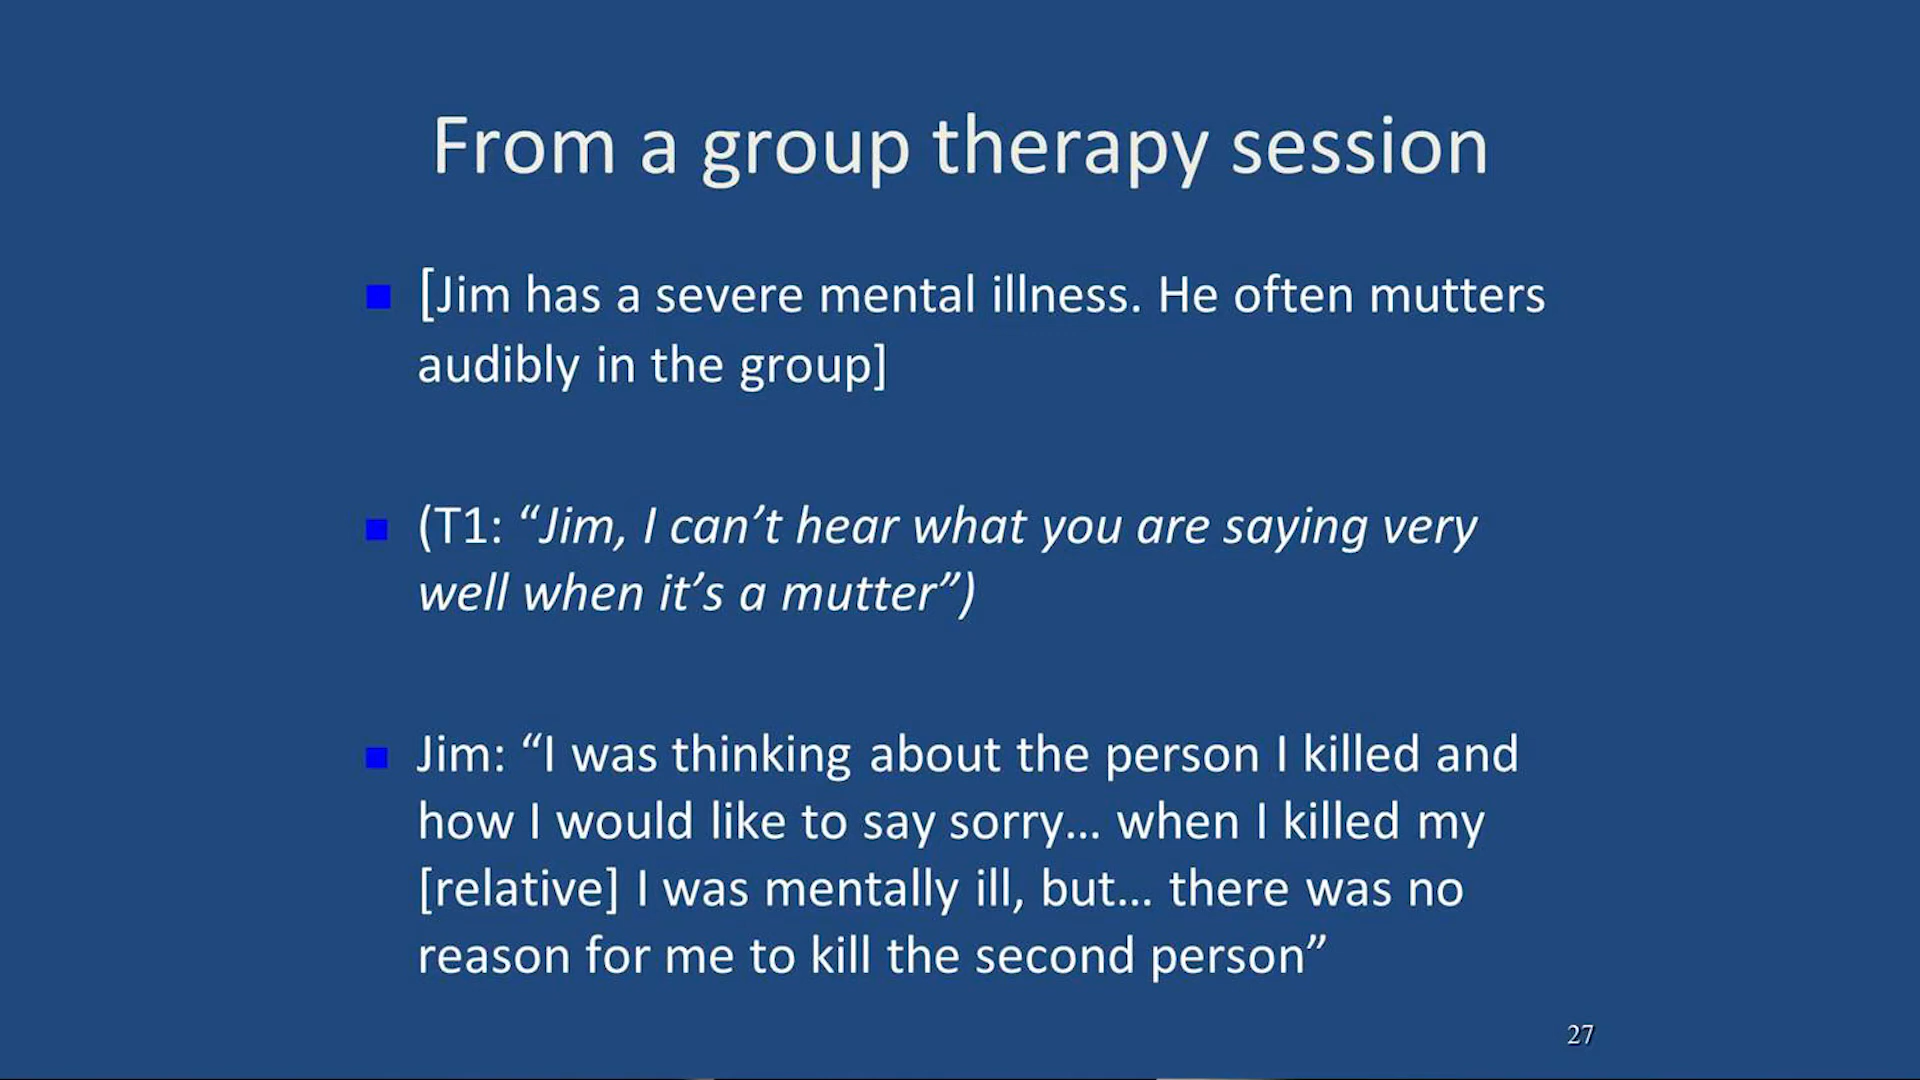 From a group therapy session
[Jim has a severe mental illness. He often mutters
audibly in the group]
(T1: “Jim, I can’t hear what you are saying very
well when it’s a mutter”)
Jim: “I was thinking about the person I killed and
how I would like to say sorry… when I killed my
[relative] I was mentally ill, but… there was no
reason for me to kill the second person”
27